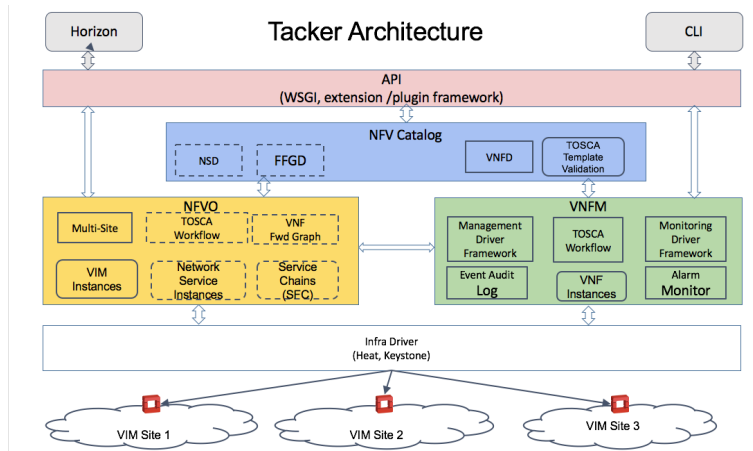 Horizon
Tacker Architecture
CLI
API
(WSGI, extension /plugin framework)
NFV Catalog
NSD
FFGD
VNFD
TOSCA
Template
Validation
NFVO
Multi-Site
TOSCA
Workflow
VNF
Fwd Graph
VIM
Instances
Network
Service
Instances
Service
Chains
(SFC)
VNFM
Management
Driver
Framework
TOSCA
Workflow
Monitoring
Driver
Framework
Event Audit
Log
VNF
Instances
Alarm
Monitor
Infra Driver
(Heat, Keystone)
VIM Site 1
VIM Site 2
VIM Site 3